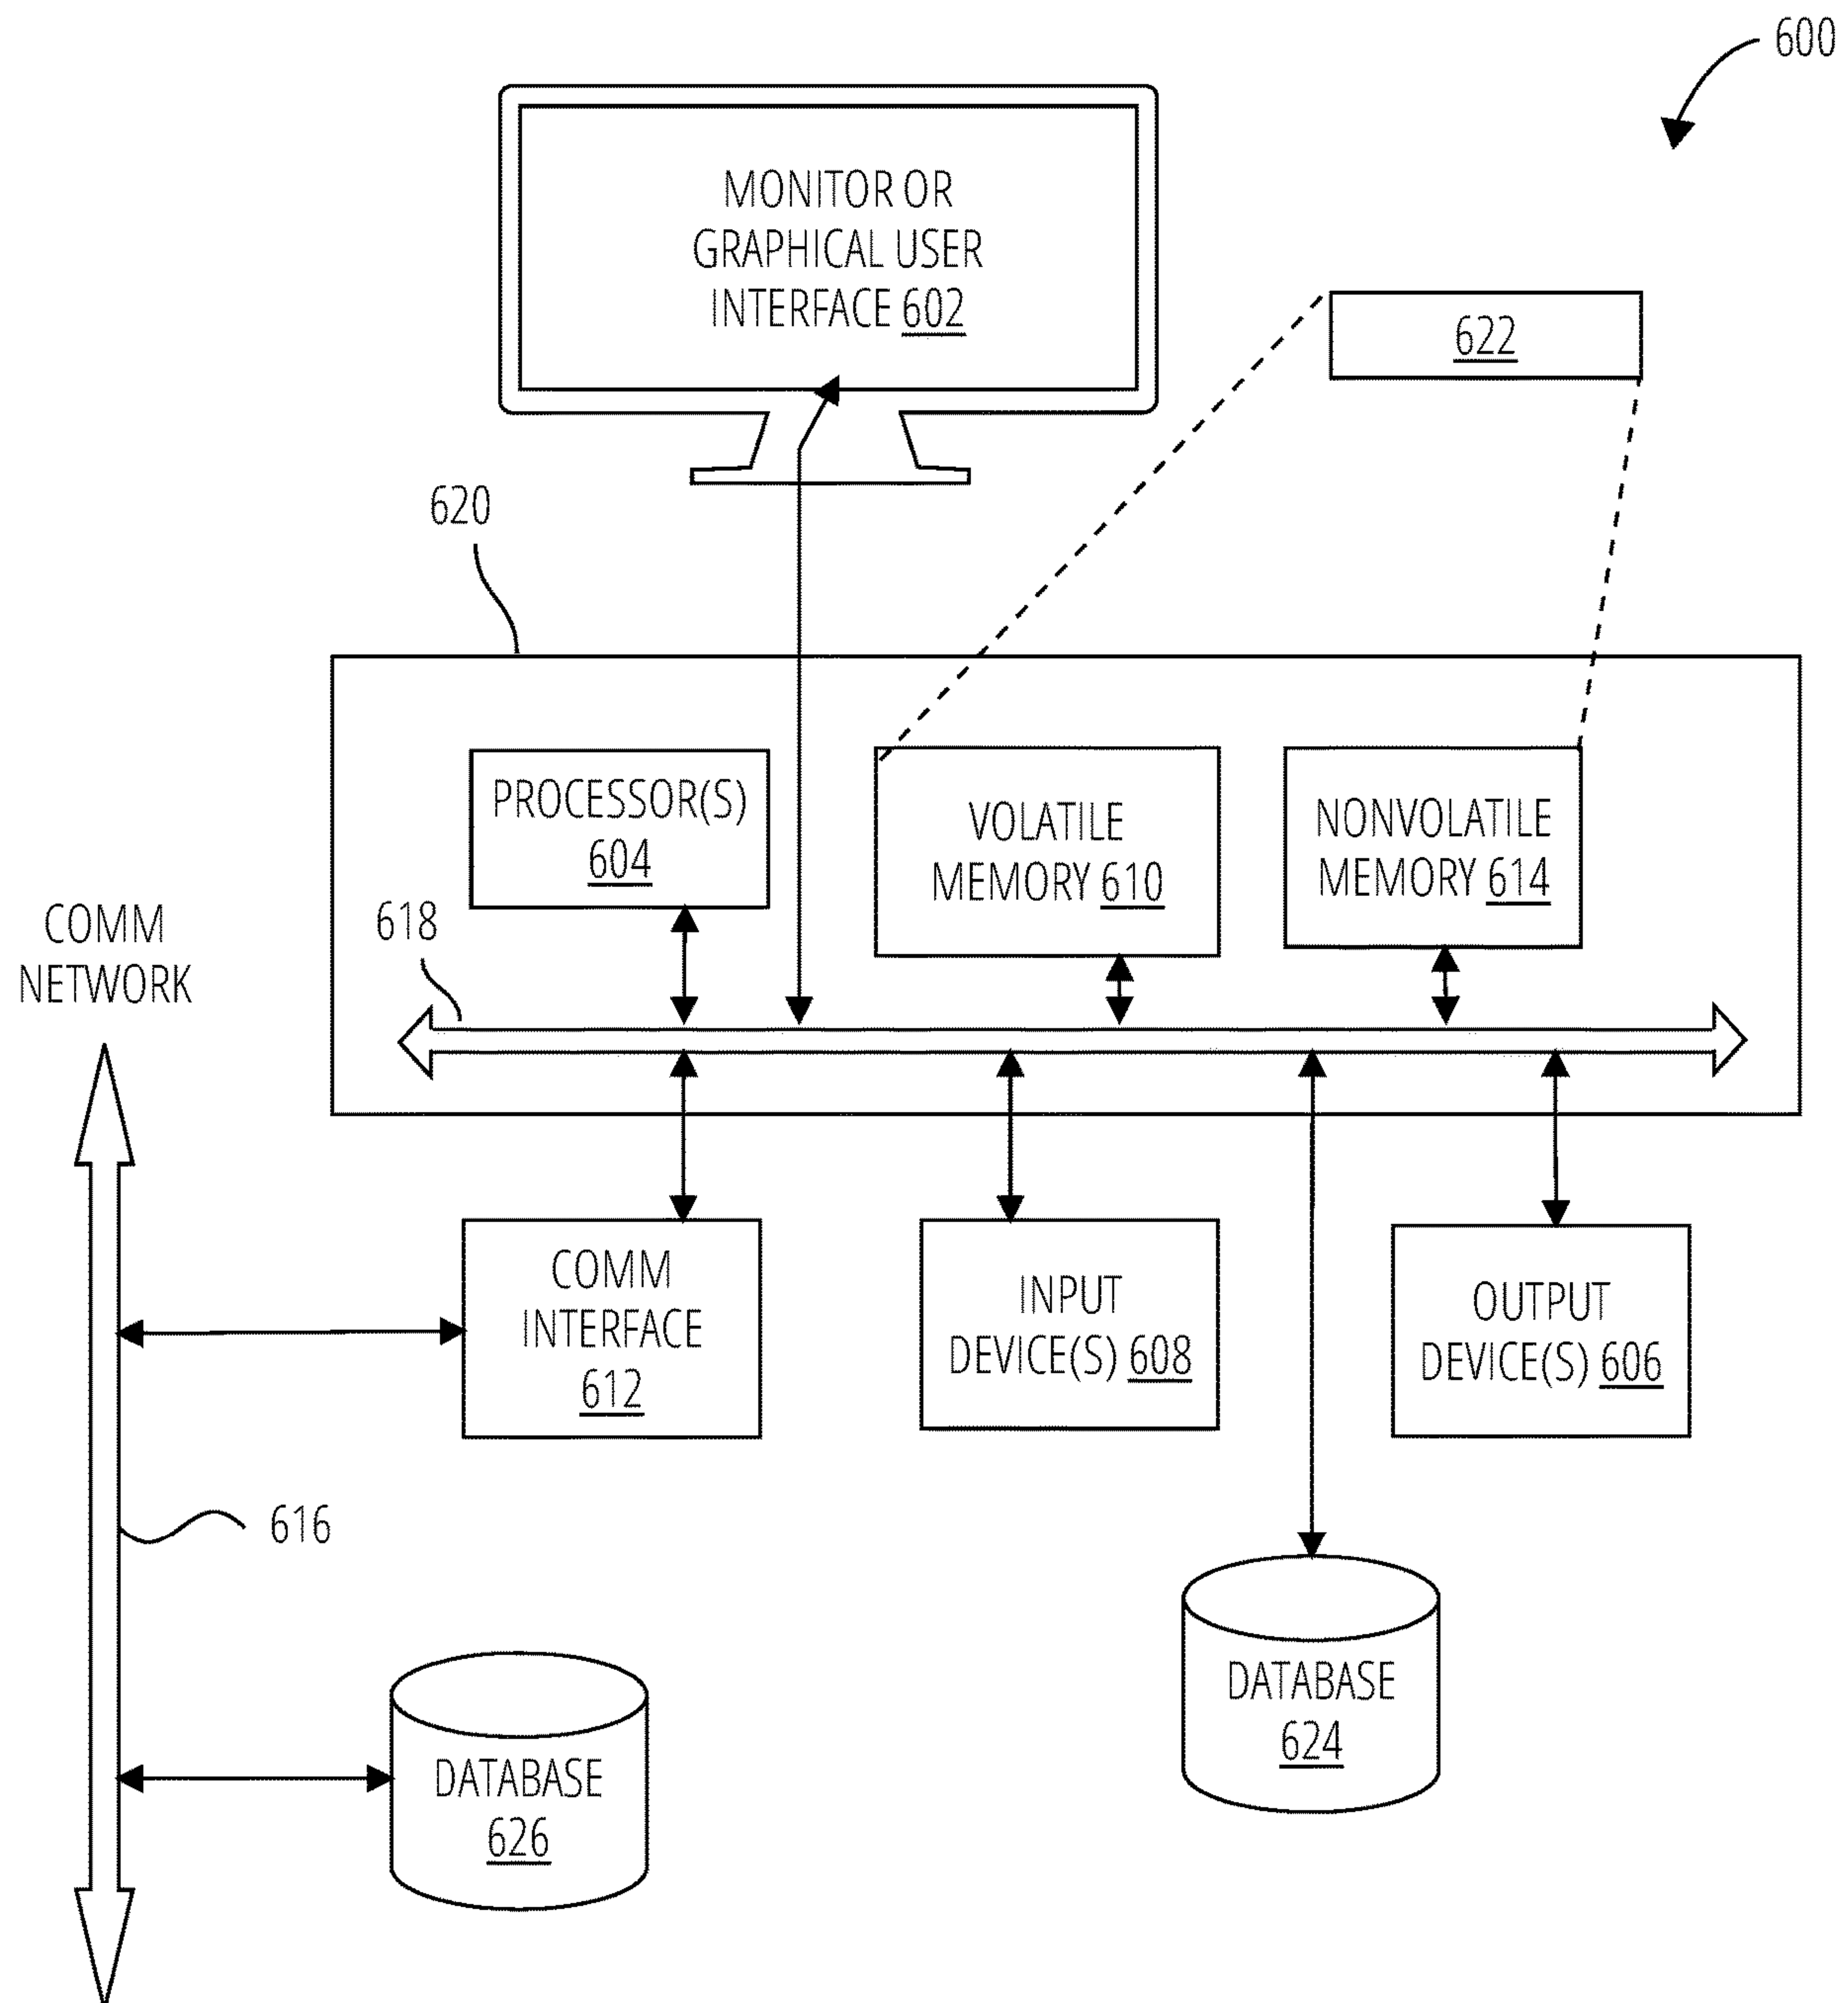 600
MONITOR OR
GRAPHICAL USER
INTERFACE 602
622
620
PROCESSOR(S)
604
VOLATILE
MEMORY 610
NONVOLATILE
MEMORY 614
618
COMM
NETWORK
COMM
INTERFACE
612
INPUT
DEVICE(S) 608
OUTPUT
DEVICE(S) 606
616
DATABASE
624
DATABASE
626